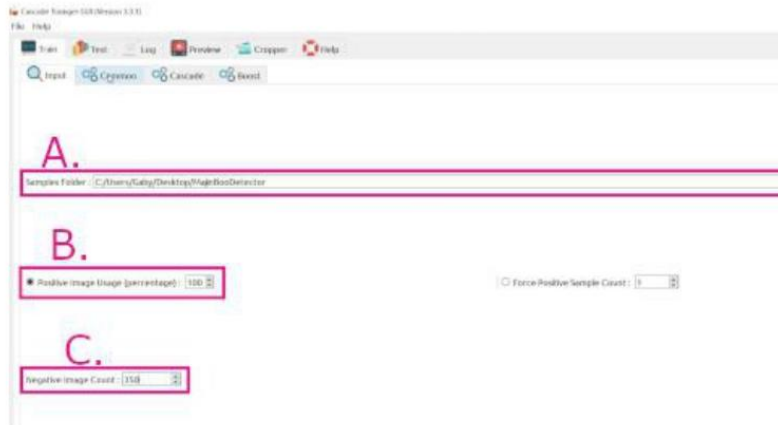 Cascade Trainer GUI (Version 3.3.1)
File Help
Train Test Log Preview Cropper Help
Input Common Cascade Boost
A.
Samples Folder : C:/Users/Gaby/Desktop/MajinBooDetector
B.
Positive Image Usage (percentage) : 100 Force Positive Sample Count : 1
C.
Negative Image Count : 350